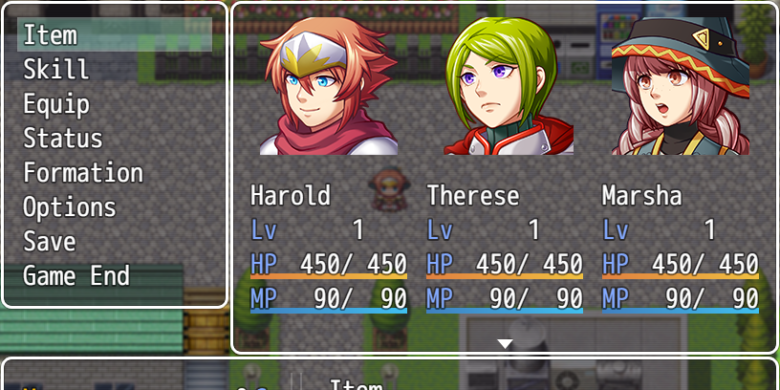 Item
Skill
Equip
Status
Formation
Options
Save
Game End
Harold Therese Marsha
Lv 1 Lv 1 Lv 1
HP 450/ 450 HP 450/ 450 HP 450/ 450
MP 90/ 90 MP 90/ 90 MP 90/ 90
Item